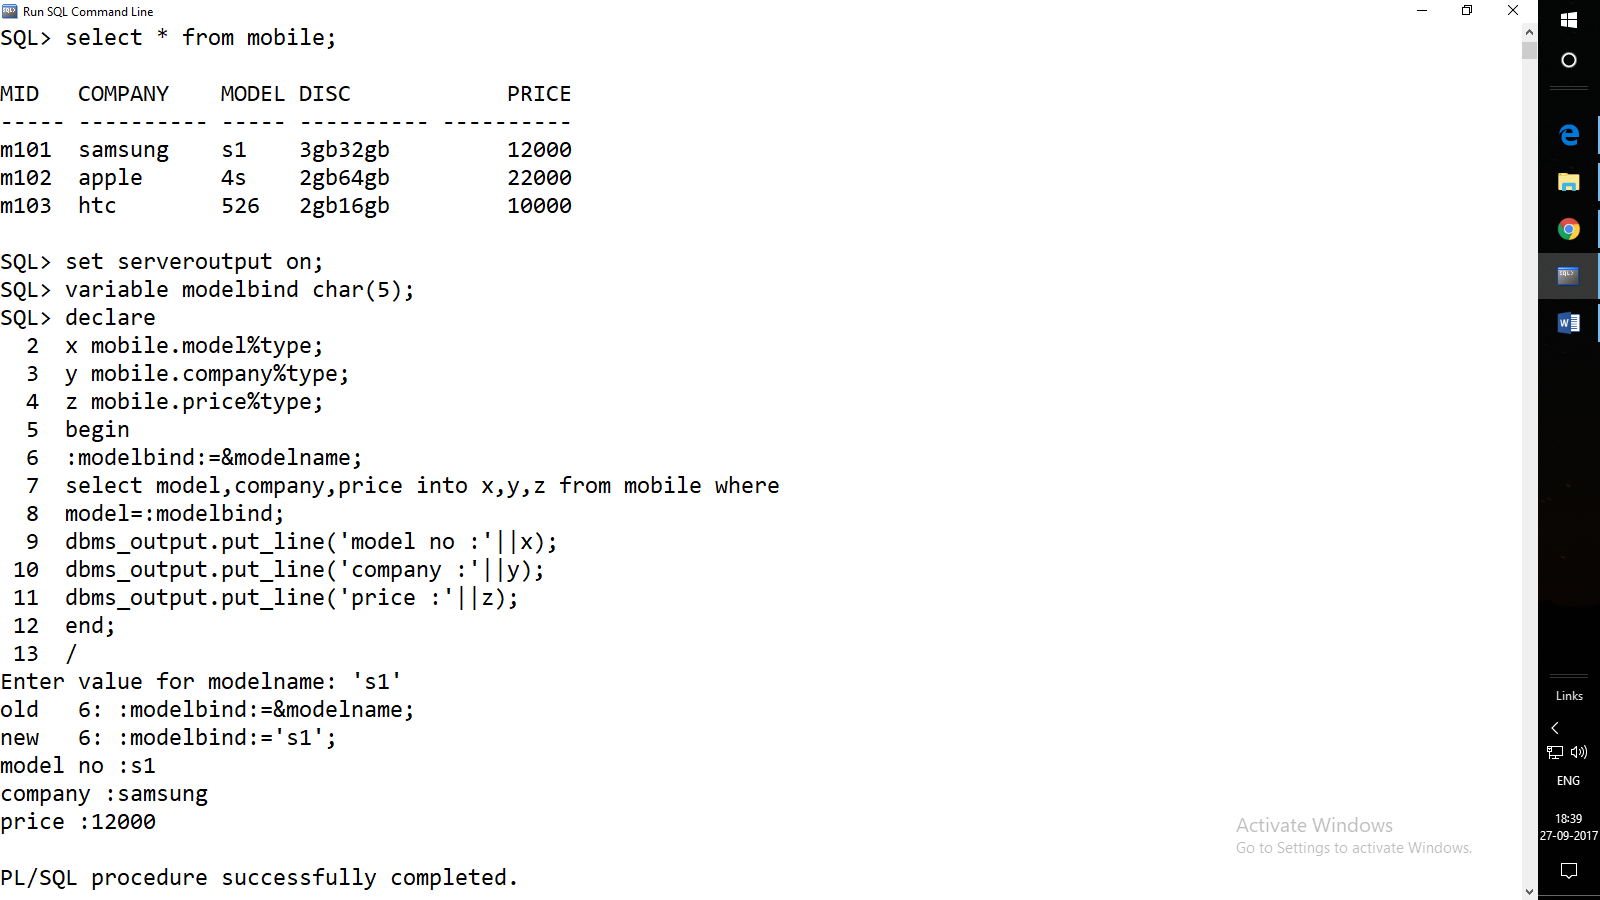 Run SQL Command Line
SQL> select * from mobile;
MID   COMPANY    MODEL DISC            PRICE
----- ---------- ----- ---------- ----------
m101  samsung    s1    3gb32gb         12000
m102  apple      4s    2gb64gb         22000
m103  htc        526   2gb16gb         10000
SQL> set serveroutput on;
SQL> variable modelbind char(5);
SQL> declare
  2  x mobile.model%type;
  3  y mobile.company%type;
  4  z mobile.price%type;
  5  begin
  6  :modelbind:=&modelname;
  7  select model,company,price into x,y,z from mobile where
  8  model=:modelbind;
  9  dbms_output.put_line('model no :'||x);
 10  dbms_output.put_line('company :'||y);
 11  dbms_output.put_line('price :'||z);
 12  end;
 13  /
Enter value for modelname: 's1'
old   6: :modelbind:=&modelname;
new   6: :modelbind:='s1';
model no :s1
company :samsung
price :12000
PL/SQL procedure successfully completed.
Activate Windows
Go to Settings to activate Windows.
SQL>
W
Links
ENG
18:39
27-09-2017